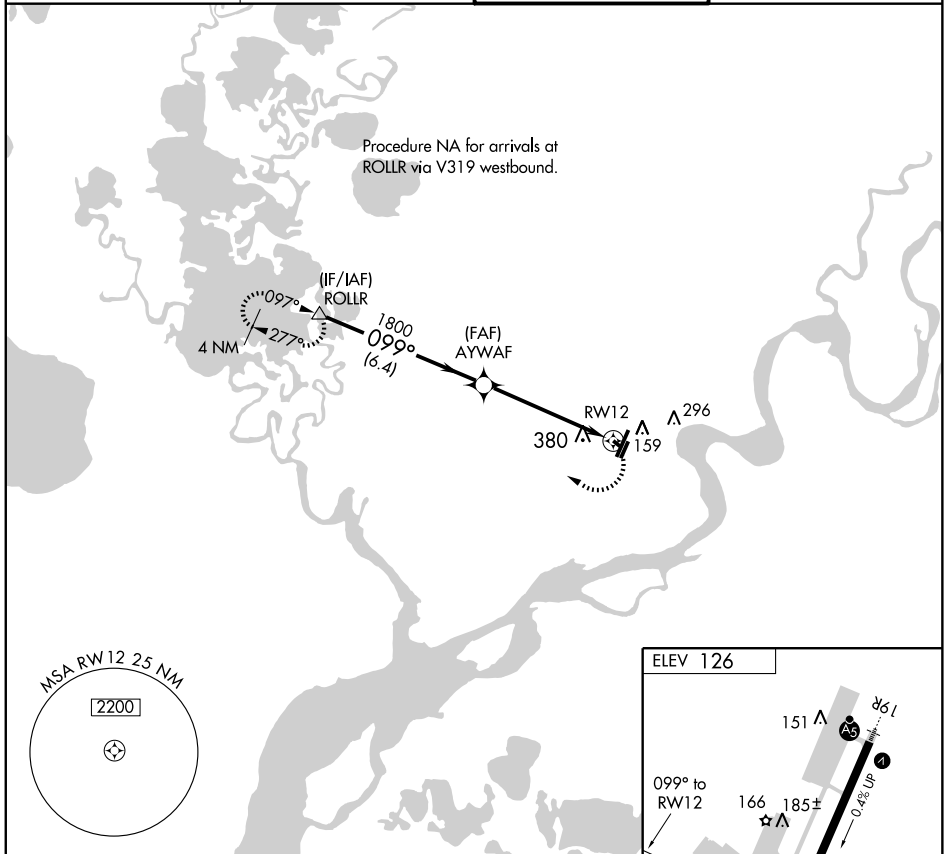 Procedure NA for arrivals at
ROLLR via V319 westbound.
(IF/IAF)
ROLLR
097°
277°
4 NM
1800
099°
(6.4)
(FAF)
AYWAF
RW12
296
380
159
MSA RW12 25 NM
2200
ELEV 126
19R
151
A5
099° to
RW12
166
185±
0.4% UP